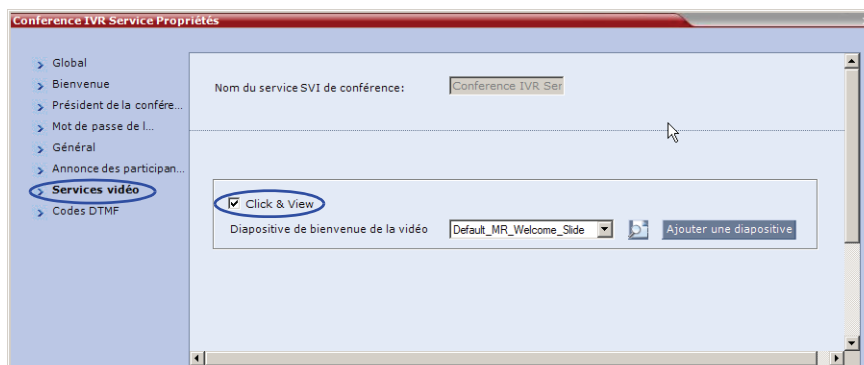 Conference IVR Service Propriétés
Global
Bienvenue
Président de la confére...
Mot de passe de l...
Général
Annonce des participan...
Services vidéo
Codes DTMF
Nom du service SVI de conférence: Conference IVR Ser
Click & View
Diapositive de bienvenue de la vidéo Default_MR_Welcome_Slide Ajouter une diapositive